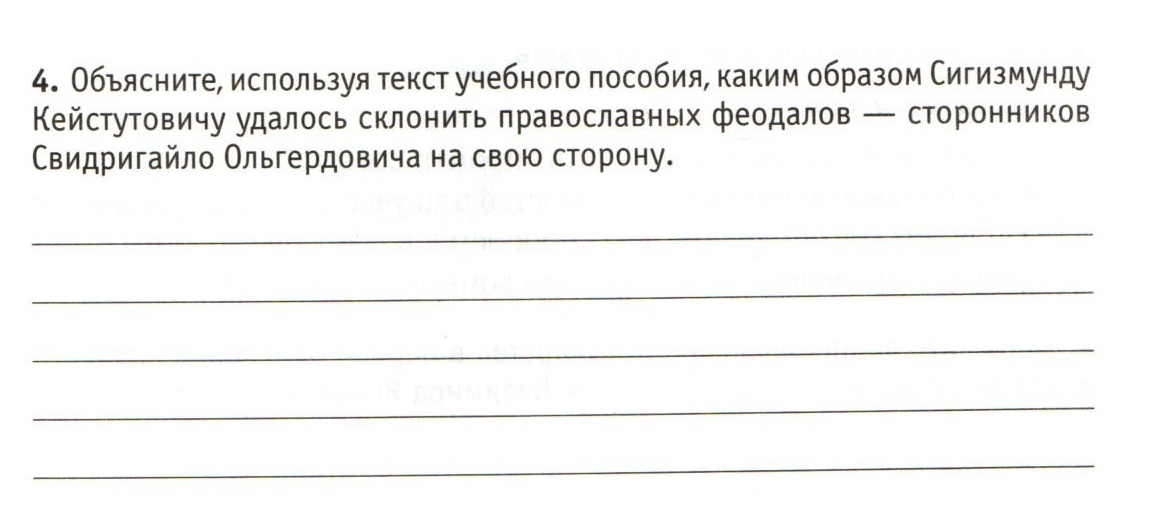 4. Объясните, используя текст учебного пособия, каким образом Сигизмунду
Кейстутовичу удалось склонить православных феодалов — сторонников
Свидригайло Ольгердовича на свою сторону.